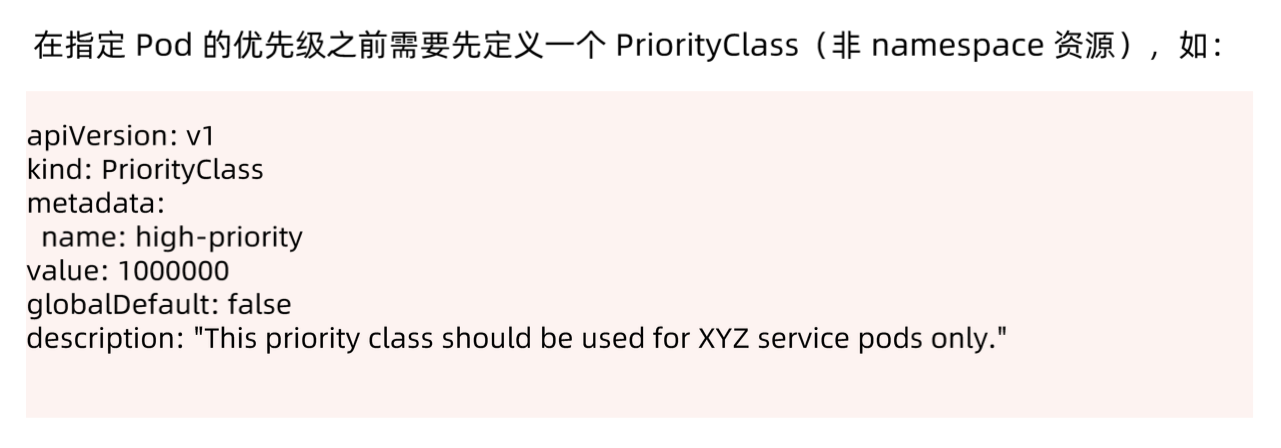 在指定 Pod 的优先级之前需要先定义一个 PriorityClass（非 namespace 资源），如：
apiVersion: v1
kind: PriorityClass
metadata:
  name: high-priority
value: 1000000
globalDefault: false
description: "This priority class should be used for XYZ service pods only."